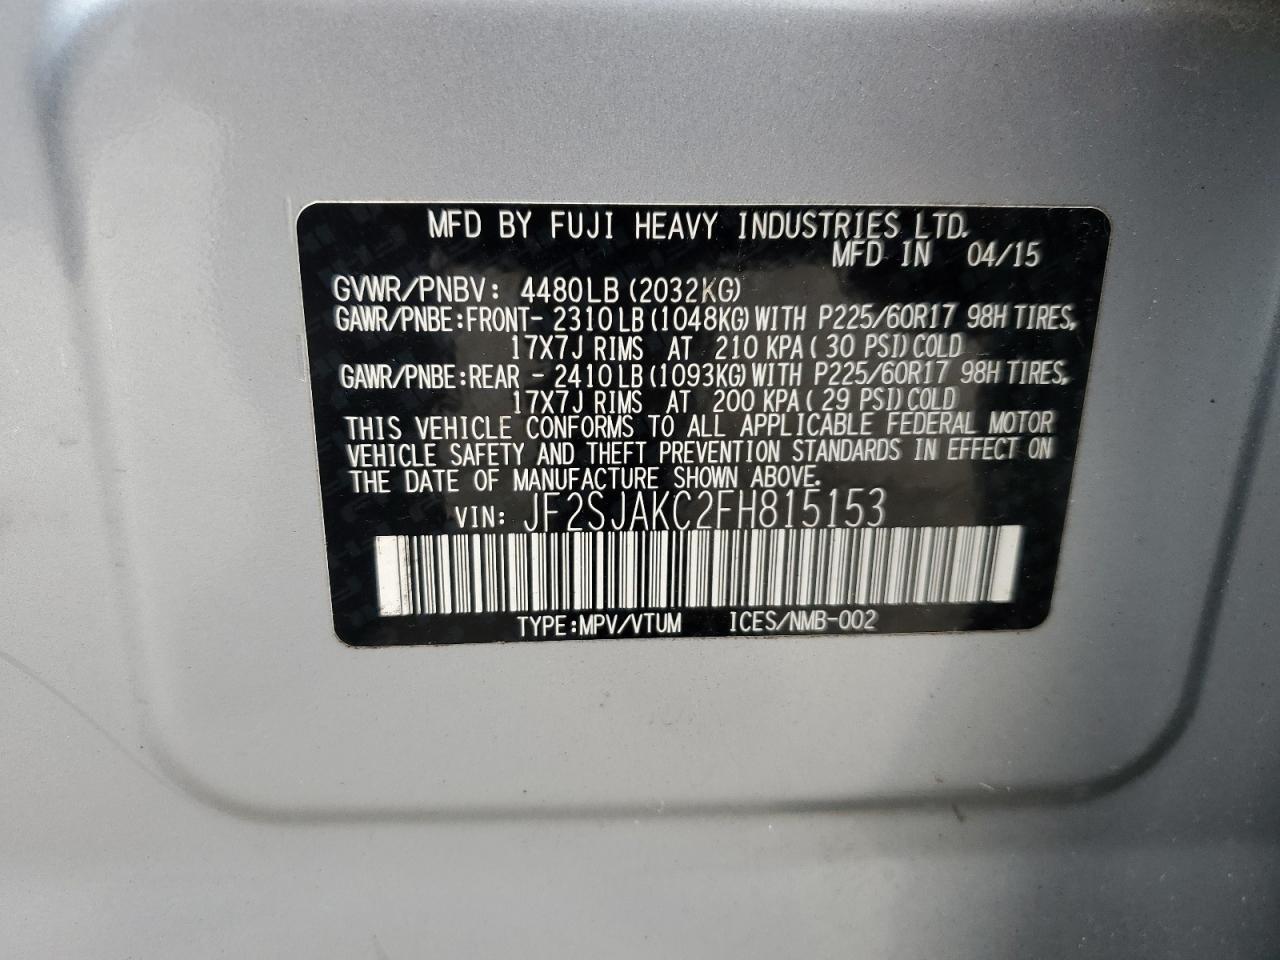 MFD BY FUJI HEAVY INDUSTRIES LTD.
MFD IN 04/15
GVWR/PNBV: 4480LB (2032KG)
GAWR/PNBE:FRONT- 2310LB (1048KG) WITH P225/60R17 98H TIRES,
17X7J RIMS AT 210 KPA( 30 PSI) COLD
GAWR/PNBE:REAR - 2410LB (1093KG) WITH P225/60R17 98H TIRES,
17X7J RIMS AT 200 KPA( 29 PSI) COLD
THIS VEHICLE CONFORMS TO ALL APPLICABLE FEDERAL MOTOR
VEHICLE SAFETY AND THEFT PREVENTION STANDARDS IN EFFECT ON
THE DATE OF MANUFACTURE SHOWN ABOVE.
VIN: JF2SJAKC2FH815153
TYPE:MPV/VTUM ICES/NMB-002